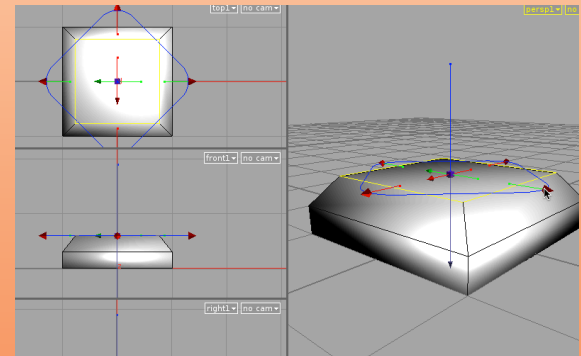 top1 no cam
persp1 no
front1 no cam
right1 no cam